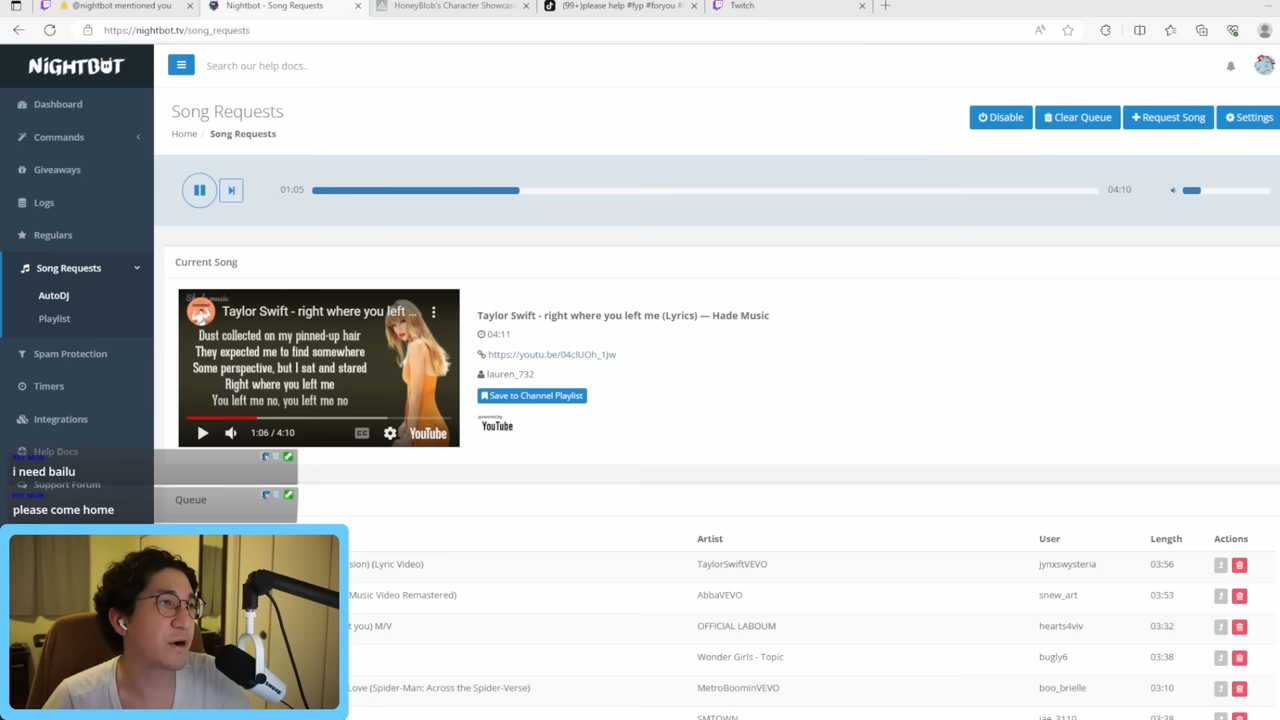 @nightbot mentioned you
Nightbot - Song Requests
HoneyBlob's Character Showcas
(99+)please help #fyp #foryou #
Twitch
https://nightbot.tv/song_requests
NIGHTBOT
Search our help docs..
Dashboard
Commands
Giveaways
Logs
Regulars
Song Requests
AutoDJ
Playlist
Spam Protection
Timers
Integrations
Help Docs
Support Forum
Song Requests
Home / Song Requests
Disable
Clear Queue
Request Song
Settings
01:05
04:10
Current Song
Taylor Swift - right where you left ...
Dust collected on my pinned-up hair
They expected me to find somewhere
Some perspective, but I sat and stared
Right where you left me
You left me no, you left me no
1:06 / 4:10
CC
YouTube
Taylor Swift - right where you left me (Lyrics) — Hade Music
04:11
https://youtu.be/04clUOh_1Jw
lauren_732
Save to Channel Playlist
powered by
YouTube
i need bailu
please come home
Queue
Artist User Length Actions
sion) (Lyric Video) TaylorSwiftVEVO jynxswysteria 03:56
Music Video Remastered) AbbaVEVO snew_art 03:53
t you) M/V OFFICIAL LABOUM hearts4viv 03:32
Wonder Girls - Topic bugly6 03:38
Love (Spider-Man: Across the Spider-Verse) MetroBoominVEVO boo_brielle 03:10
SMTOWN jae_3110 03:38
SHURE